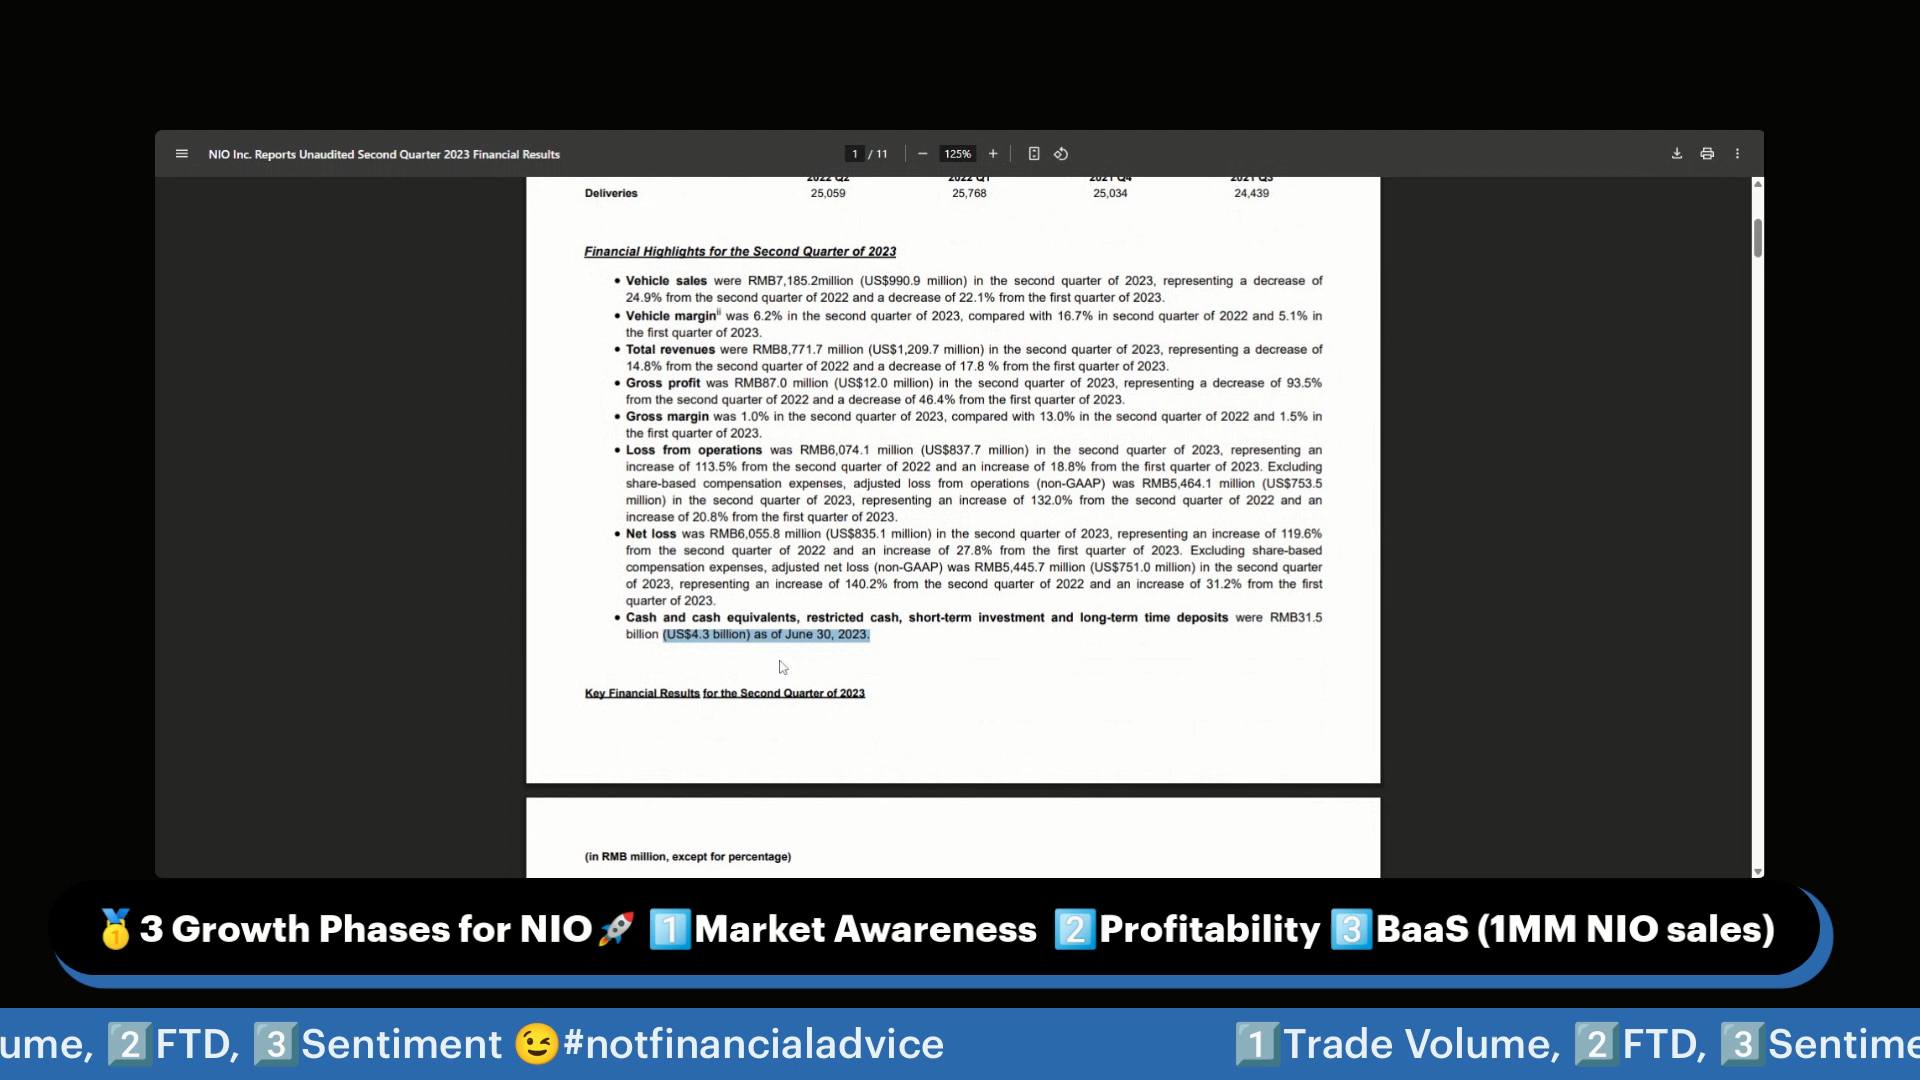 NIO Inc. Reports Unaudited Second Quarter 2023 Financial Results
1 / 11
125%
2022 Q2 2022 Q1 2021 Q4 2021 Q3
Deliveries 25,059 25,768 25,034 24,439
Financial Highlights for the Second Quarter of 2023
• Vehicle sales were RMB7,185.2million (US$990.9 million) in the second quarter of 2023, representing a decrease of
24.9% from the second quarter of 2022 and a decrease of 22.1% from the first quarter of 2023.
• Vehicle marginii was 6.2% in the second quarter of 2023, compared with 16.7% in second quarter of 2022 and 5.1% in
the first quarter of 2023.
• Total revenues were RMB8,771.7 million (US$1,209.7 million) in the second quarter of 2023, representing a decrease of
14.8% from the second quarter of 2022 and a decrease of 17.8 % from the first quarter of 2023.
• Gross profit was RMB87.0 million (US$12.0 million) in the second quarter of 2023, representing a decrease of 93.5%
from the second quarter of 2022 and a decrease of 46.4% from the first quarter of 2023.
• Gross margin was 1.0% in the second quarter of 2023, compared with 13.0% in the second quarter of 2022 and 1.5% in
the first quarter of 2023.
• Loss from operations was RMB6,074.1 million (US$837.7 million) in the second quarter of 2023, representing an
increase of 113.5% from the second quarter of 2022 and an increase of 18.8% from the first quarter of 2023. Excluding
share-based compensation expenses, adjusted loss from operations (non-GAAP) was RMB5,464.1 million (US$753.5
million) in the second quarter of 2023, representing an increase of 132.0% from the second quarter of 2022 and an
increase of 20.8% from the first quarter of 2023.
• Net loss was RMB6,055.8 million (US$835.1 million) in the second quarter of 2023, representing an increase of 119.6%
from the second quarter of 2022 and an increase of 27.8% from the first quarter of 2023. Excluding share-based
compensation expenses, adjusted net loss (non-GAAP) was RMB5,445.7 million (US$751.0 million) in the second quarter
of 2023, representing an increase of 140.2% from the second quarter of 2022 and an increase of 31.2% from the first
quarter of 2023.
• Cash and cash equivalents, restricted cash, short-term investment and long-term time deposits were RMB31.5
billion (US$4.3 billion) as of June 30, 2023.
Key Financial Results for the Second Quarter of 2023
(in RMB million, except for percentage)
🥇3 Growth Phases for NIO🚀 1️⃣Market Awareness 2️⃣Profitability 3️⃣BaaS (1MM NIO sales)
ume, 2️⃣FTD, 3️⃣Sentiment 😉#notfinancialadvice 1️⃣Trade Volume, 2️⃣FTD, 3️⃣Sentime